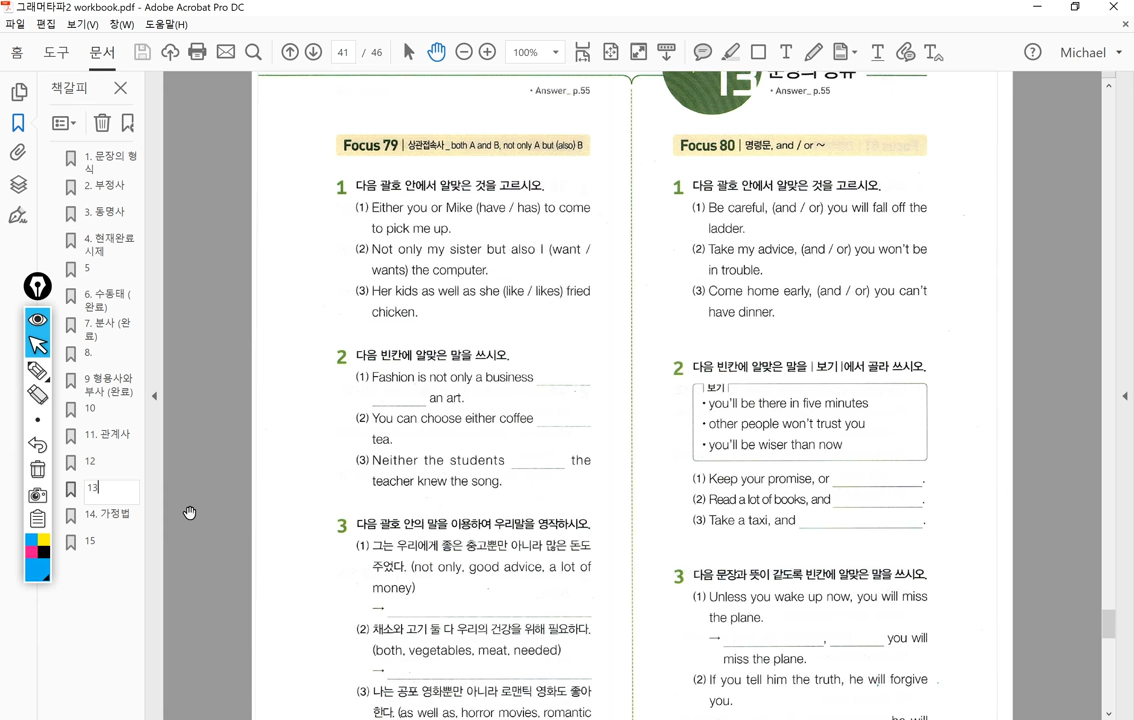 그래머타파2 workbook.pdf - Adobe Acrobat Pro DC
파일 편집 보기(V) 창(W) 도움말(H)
홈 도구 문서 41 / 46 100% Michael
책갈피
1. 문장의 형
식
2. 부정사
3. 동명사
4. 현재완료
시제
5
6. 수동태 (
완료)
7. 분사 (완
료)
8.
9 형용사와
부사 (완료)
10
11. 관계사
12
13
14. 가정법
15
• Answer_ p.55
Focus 79 | 상관접속사 _ both A and B, not only A but (also) B
1 다음 괄호 안에서 알맞은 것을 고르시오.
(1) Either you or Mike (have / has) to come
to pick me up.
(2) Not only my sister but also I (want /
wants) the computer.
(3) Her kids as well as she (like / likes) fried
chicken.
2 다음 빈칸에 알맞은 말을 쓰시오.
(1) Fashion is not only a business ________
________ an art.
(2) You can choose either coffee ________
tea.
(3) Neither the students ________ the
teacher knew the song.
3 다음 괄호 안의 말을 이용하여 우리말을 영작하시오.
(1) 그는 우리에게 좋은 충고뿐만 아니라 많은 돈도
주었다. (not only, good advice, a lot of
money)
→ ________
(2) 채소와 고기 둘 다 우리의 건강을 위해 필요하다.
(both, vegetables, meat, needed)
→ ________
(3) 나는 공포 영화뿐만 아니라 로맨틱 영화도 좋아
한다. (as well as, horror movies, romantic
13 문장의 종류
• Answer_ p.55
Focus 80 | 명령문, and / or ~
1 다음 괄호 안에서 알맞은 것을 고르시오.
(1) Be careful, (and / or) you will fall off the
ladder.
(2) Take my advice, (and / or) you won't be
in trouble.
(3) Come home early, (and / or) you can't
have dinner.
2 다음 빈칸에 알맞은 말을 | 보기 |에서 골라 쓰시오.
| 보기 |
• you'll be there in five minutes
• other people won't trust you
• you'll be wiser than now
(1) Keep your promise, or ________.
(2) Read a lot of books, and ________.
(3) Take a taxi, and ________.
3 다음 문장과 뜻이 같도록 빈칸에 알맞은 말을 쓰시오.
(1) Unless you wake up now, you will miss
the plane.
→ ________, ________ you will
miss the plane.
(2) If you tell him the truth, he will forgive
you.
he will